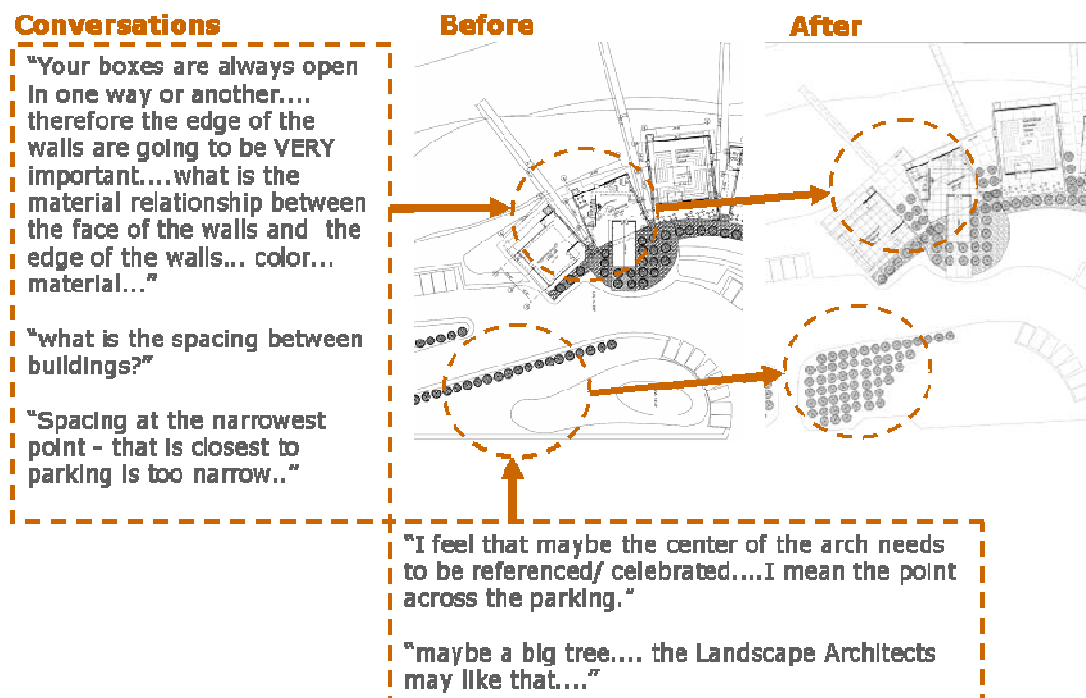 Conversations
Before
After
"Your boxes are always open
In one way or another....
therefore the edge of the
walls are going to be VERY
important....what is the
material relationship between
the face of the walls and the
edge of the walls... color...
material..."
"what is the spacing between
buildings?"
"Spacing at the narrowest
point - that is closest to
parking is too narrow.."
"I feel that maybe the center of the arch needs
to be referenced/ celebrated....I mean the point
across the parking."
"maybe a big tree.... the Landscape Architects
may like that...."